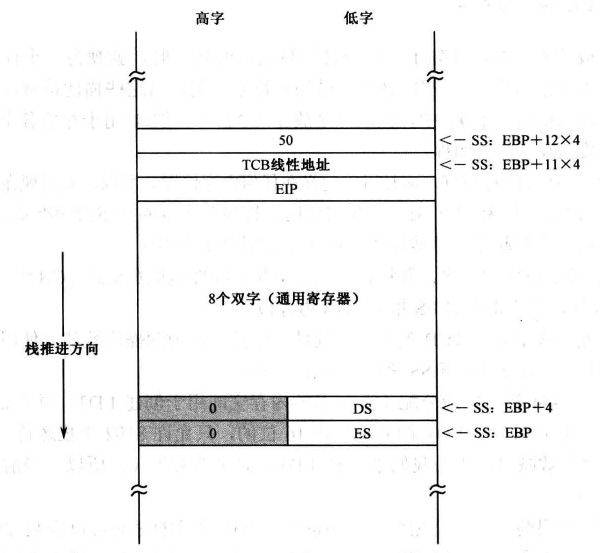 高字 低字
50 <- SS: EBP+12×4
TCB线性地址 <- SS: EBP+11×4
EIP
8个双字（通用寄存器）
栈推进方向
0 DS <- SS: EBP+4
0 ES <- SS: EBP